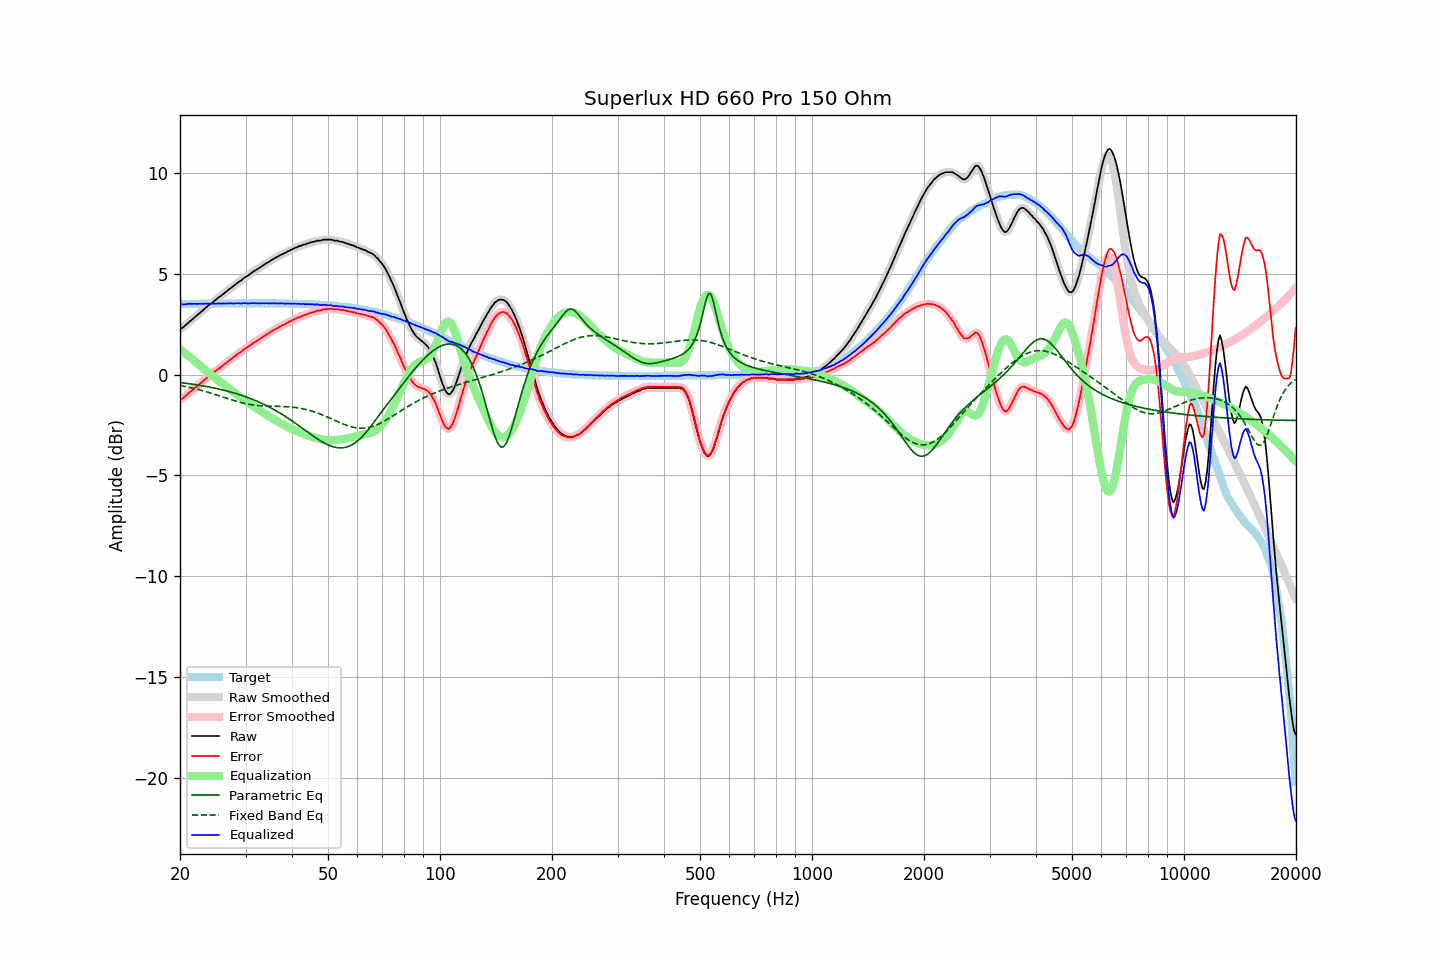 Superlux HD 660 Pro 150 Ohm
Amplitude (dBr)
10
5
0
−5
−10
−15
−20
Target
Raw Smoothed
Error Smoothed
Raw
Error
Equalization
Parametric Eq
Fixed Band Eq
Equalized
20 50 100 200 500 1000 2000 5000 10000 20000
Frequency (Hz)